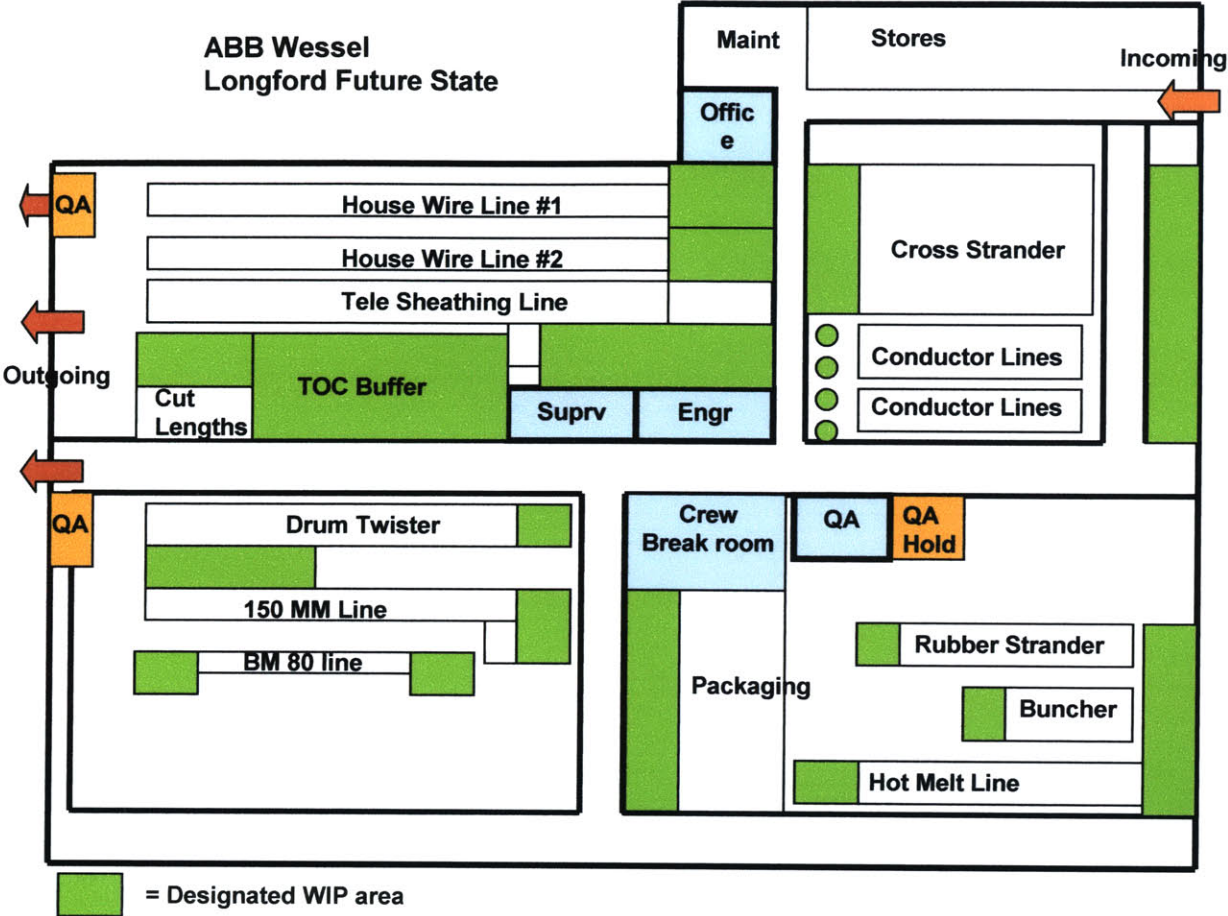 ABB Wessel
Longford Future State
Maint
Stores
Incoming
Offic
e
QA
House Wire Line #1
House Wire Line #2
Tele Sheathing Line
Cross Strander
Outgoing
TOC Buffer
Cut
Lengths
Suprv
Engr
Conductor Lines
Conductor Lines
QA
Drum Twister
150 MM Line
BM 80 line
Crew
Break room
QA
QA
Hold
Packaging
Rubber Strander
Buncher
Hot Melt Line
= Designated WIP area